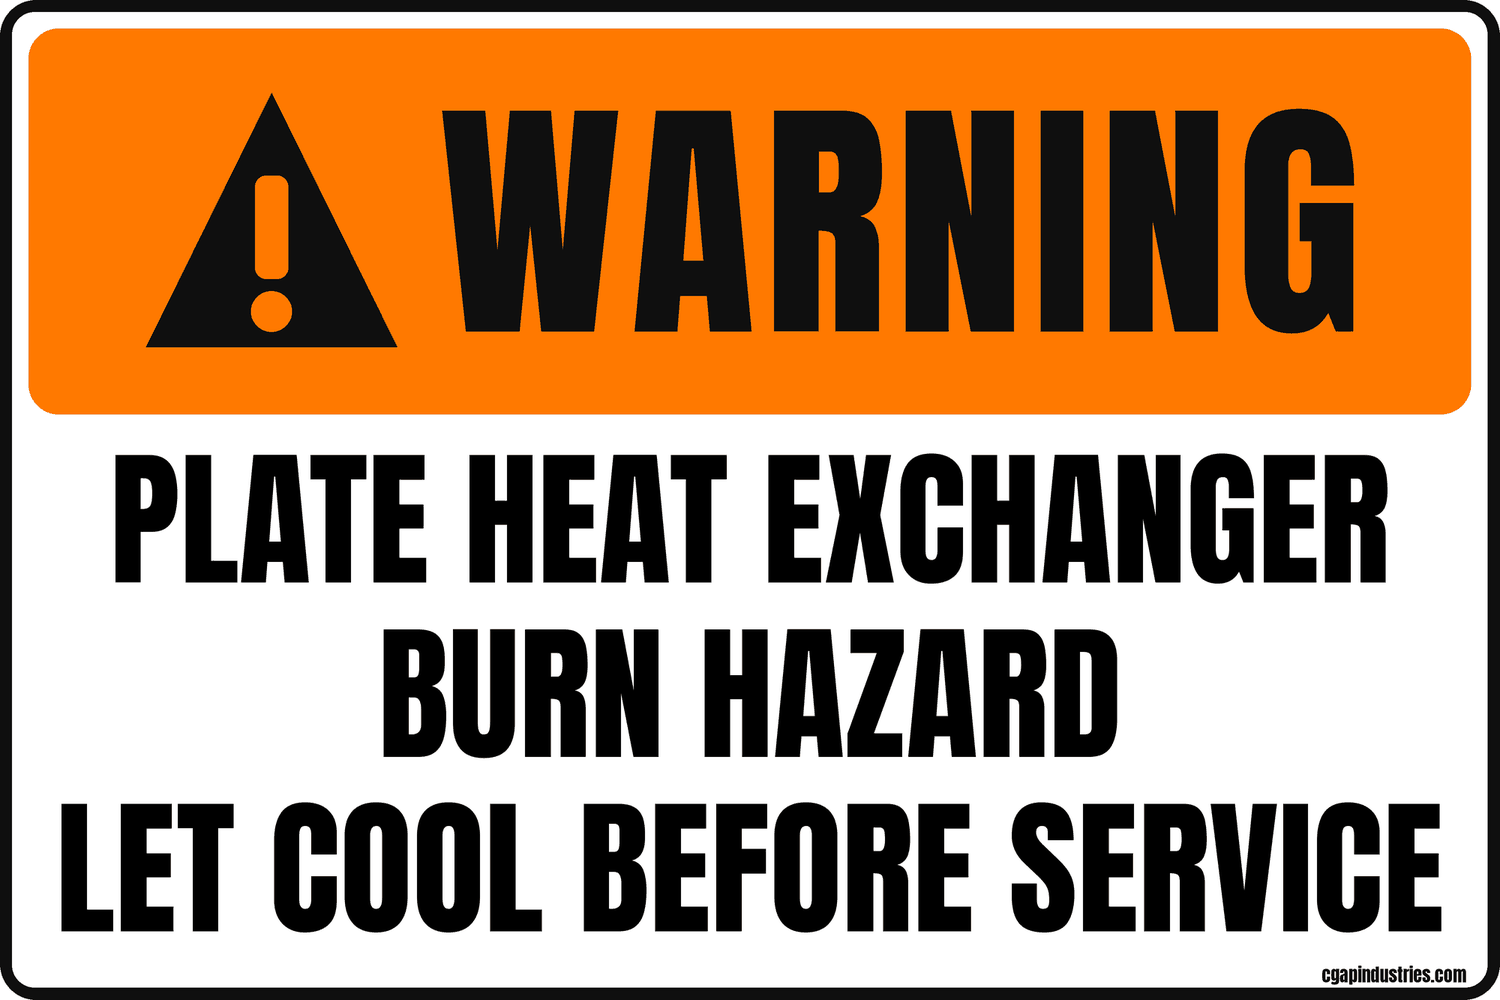 WARNING
PLATE HEAT EXCHANGER
BURN HAZARD
LET COOL BEFORE SERVICE
cgapindustries.com